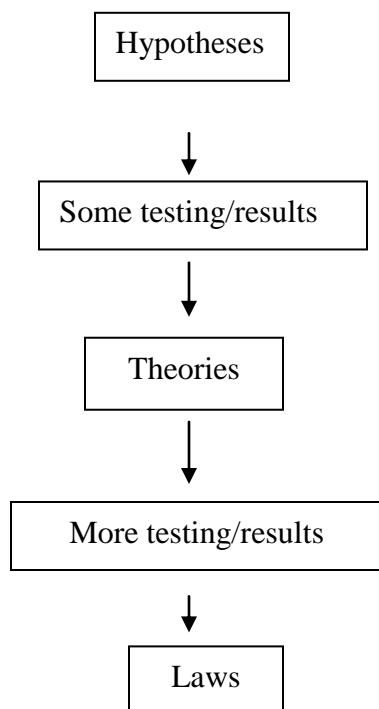 Hypotheses
Some testing/results
Theories
More testing/results
Laws